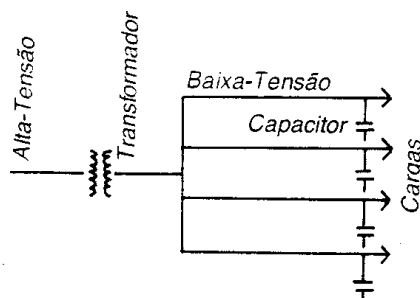 Alta-Tensão
Transformador
Baixa-Tensão
Capacitor
Cargas